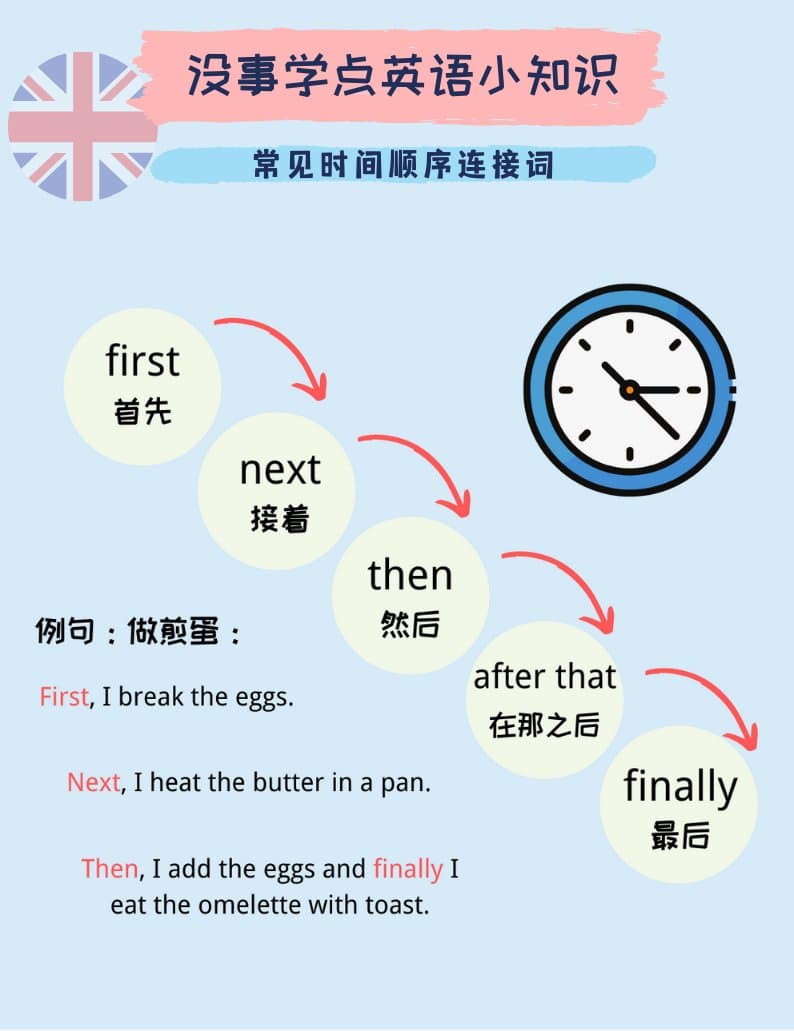 没事学点英语小知识
常见时间顺序连接词
first
首先
next
接着
then
然后
after that
在那之后
finally
最后
例句：做煎蛋：
First, I break the eggs.
Next, I heat the butter in a pan.
Then, I add the eggs and finally I
eat the omelette with toast.